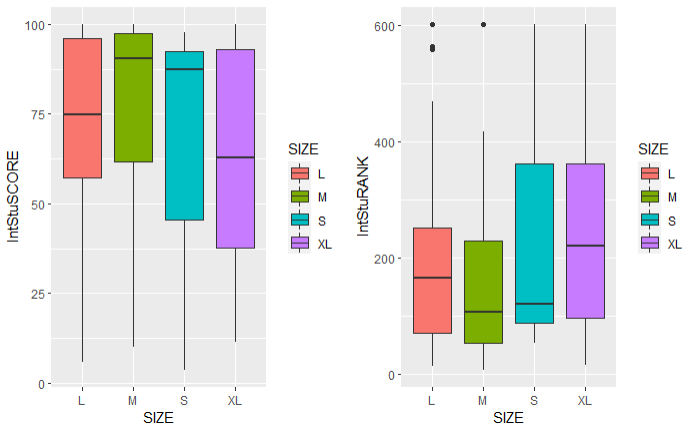 100
75
50
25
0
IntStuSCORE
L M S XL
SIZE
SIZE
L
M
S
XL
600
400
200
0
IntStuRANK
L M S XL
SIZE
SIZE
L
M
S
XL